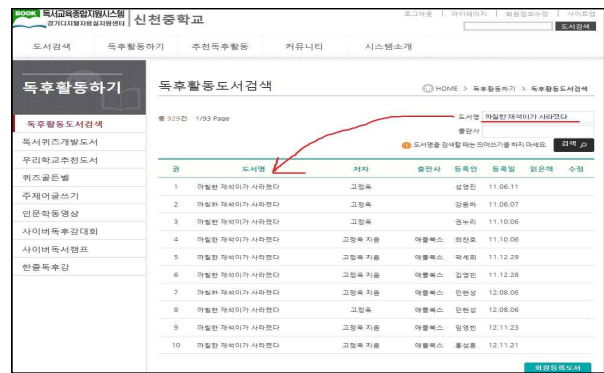 BOOK 독서교육종합지원시스템 신천중학교
경기디지털자료실지원센터
로그아웃 | 마이페이지 | 회원정보수정 | 사이트맵
도서검색
도서검색 독후활동하기 추천독후활동 커뮤니티 시스템소개
독후활동하기
독후활동도서검색
독서퀴즈개발도서
우리학교추천도서
퀴즈골든벨
주제어글쓰기
인문학동영상
사이버독후감대회
사이버독서캠프
한줄독후감
독후활동도서검색
HOME > 독후활동하기 > 독후활동도서검색
총 929건 1/93 Page
도서명 까칠한재석이가 사라졌다
출판사
도서명을 검색할 때는 띄어쓰기를 하지 마세요. 검색
권 도서명 저자 출판사 등록인 등록일 읽은책 수정
1 까칠한 재석이가 사라졌다 고정욱 성영진 11.06.11
2 까칠한 재석이가 사라졌다 고정욱 강동하 11.06.07
3 까칠한 재석이가 사라졌다 고정욱 권누리 11.10.06
4 까칠한 재석이가 사라졌다 고정욱 지음 애플북스 최찬호 11.10.06
5 까칠한 재석이가 사라졌다 고정욱 지음 애플북스 곽세희 11.12.29
6 까칠한 재석이가 사라졌다 고정욱 지음 애플북스 김영빈 11.12.28
7 까칠한 재석이가 사라졌다 고정욱 애플북스 민현성 12.08.06
8 까칠한 재석이가 사라졌다 고정욱 애플북스 민현성 12.08.06
9 까칠한 재석이가 사라졌다 고정욱 지음 애플북스 임영빈 12.11.23
10 까칠한 재석이가 사라졌다 고정욱 지음 애플북스 홍성훈 12.11.21
회원등록도서